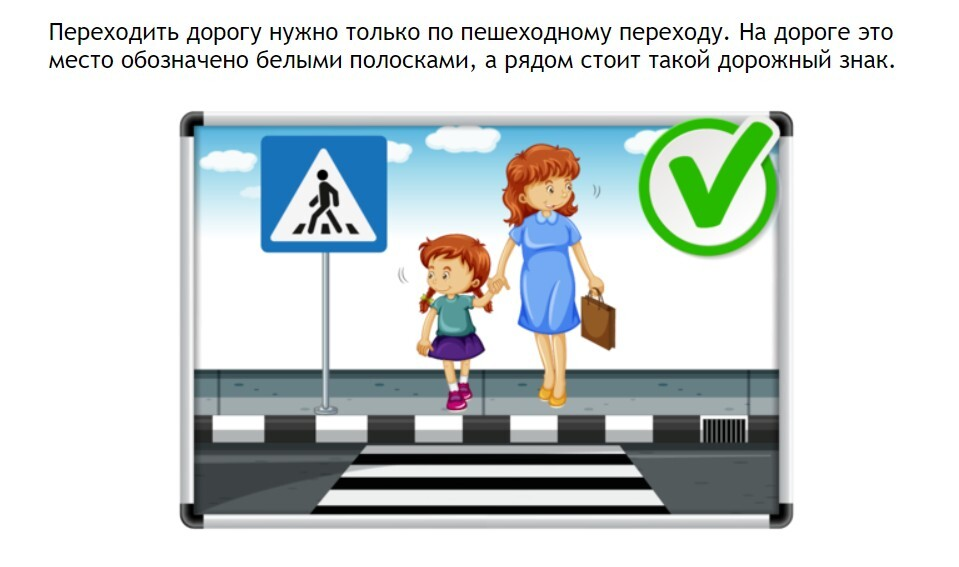 Переходить дорогу нужно только по пешеходному переходу. На дороге это
место обозначено белыми полосками, а рядом стоит такой дорожный знак.